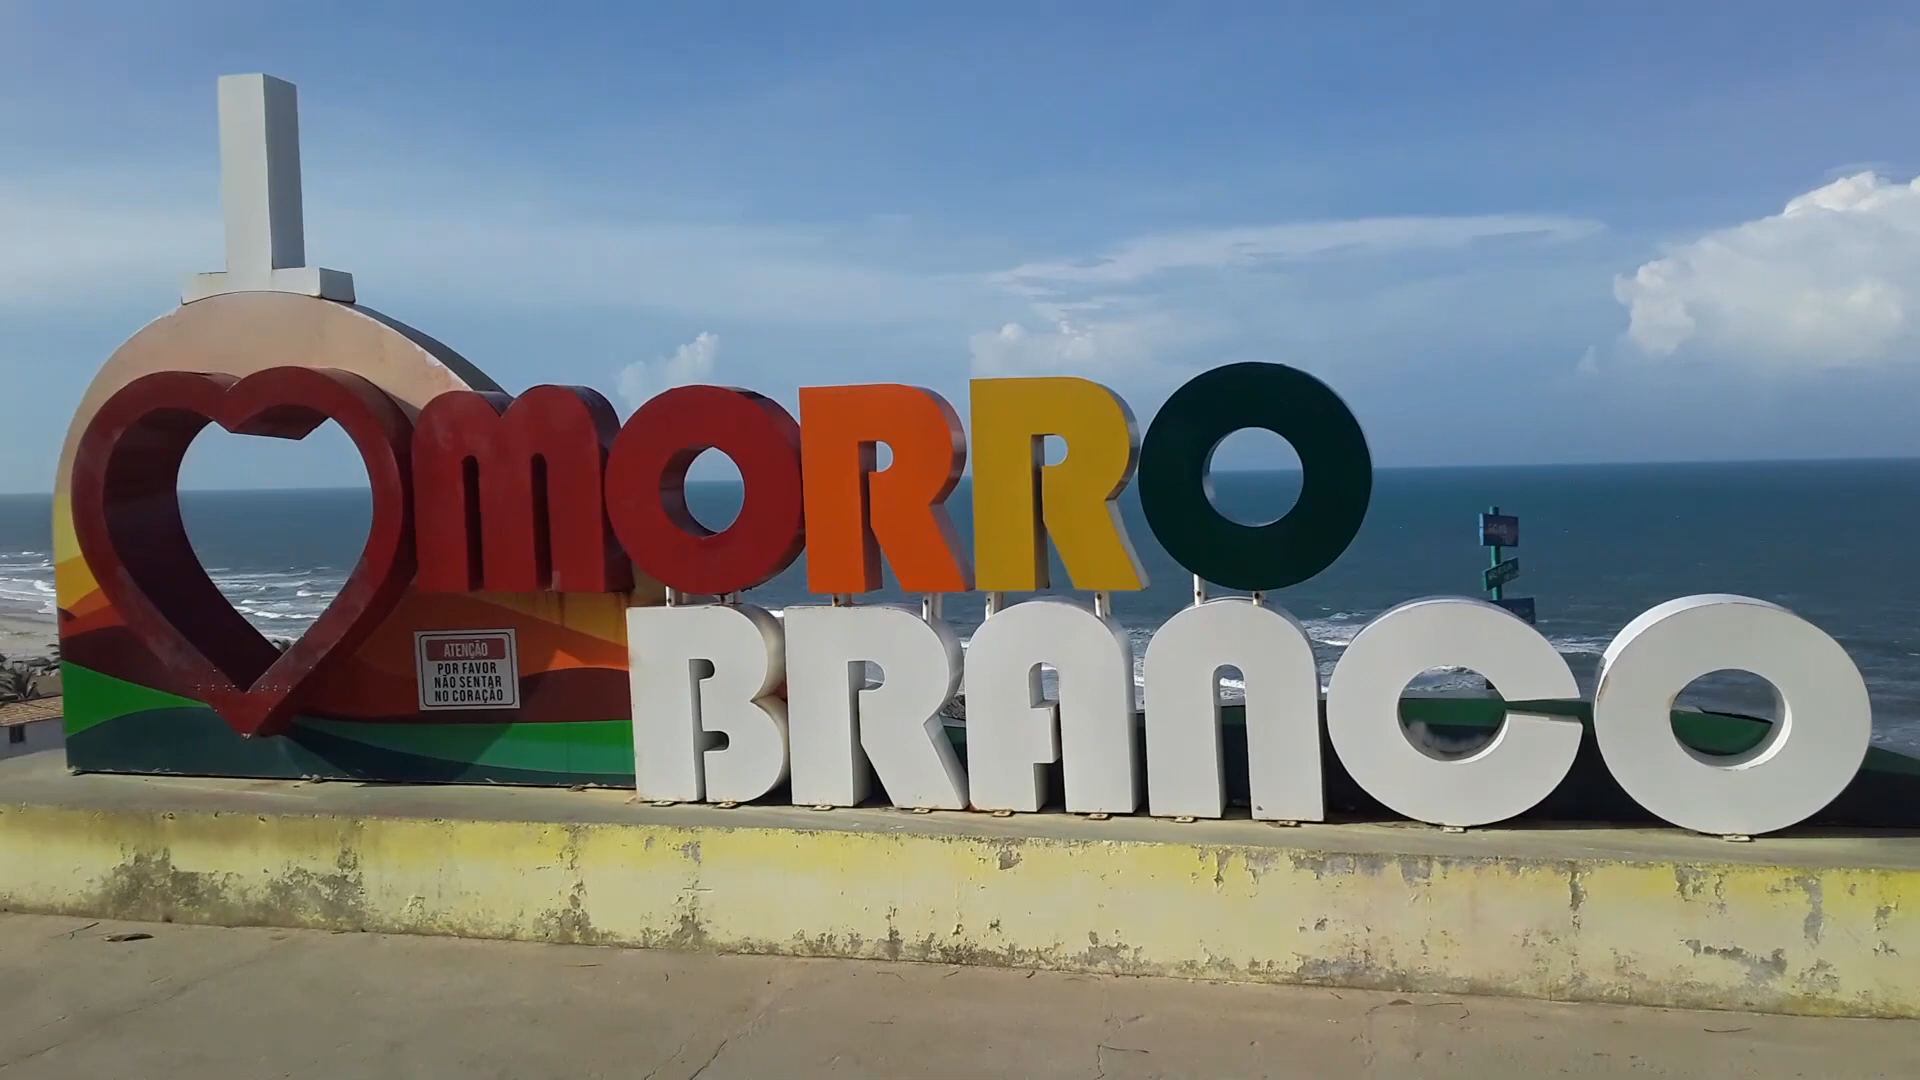 MORRO
BRANCO
ATENÇÃO
POR FAVOR
NÃO SENTAR
NO CORAÇÃO